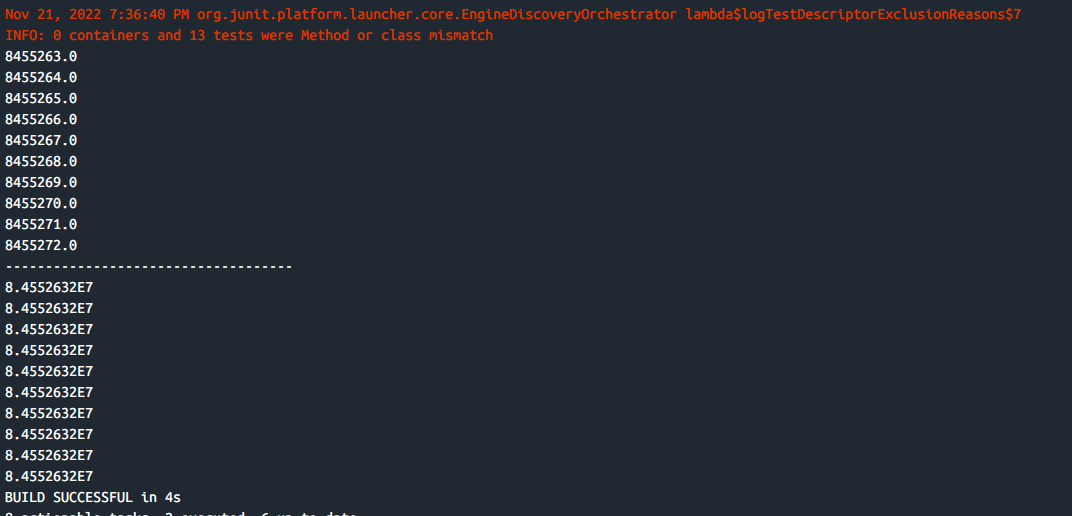 Nov 21, 2022 7:36:40 PM org.junit.platform.launcher.core.EngineDiscoveryOrchestrator lambda$logTestDescriptorExclusionReasons$7
INFO: 0 containers and 13 tests were Method or class mismatch
8455263.0
8455264.0
8455265.0
8455266.0
8455267.0
8455268.0
8455269.0
8455270.0
8455271.0
8455272.0
------------------------------------
8.4552632E7
8.4552632E7
8.4552632E7
8.4552632E7
8.4552632E7
8.4552632E7
8.4552632E7
8.4552632E7
8.4552632E7
8.4552632E7
BUILD SUCCESSFUL in 4s